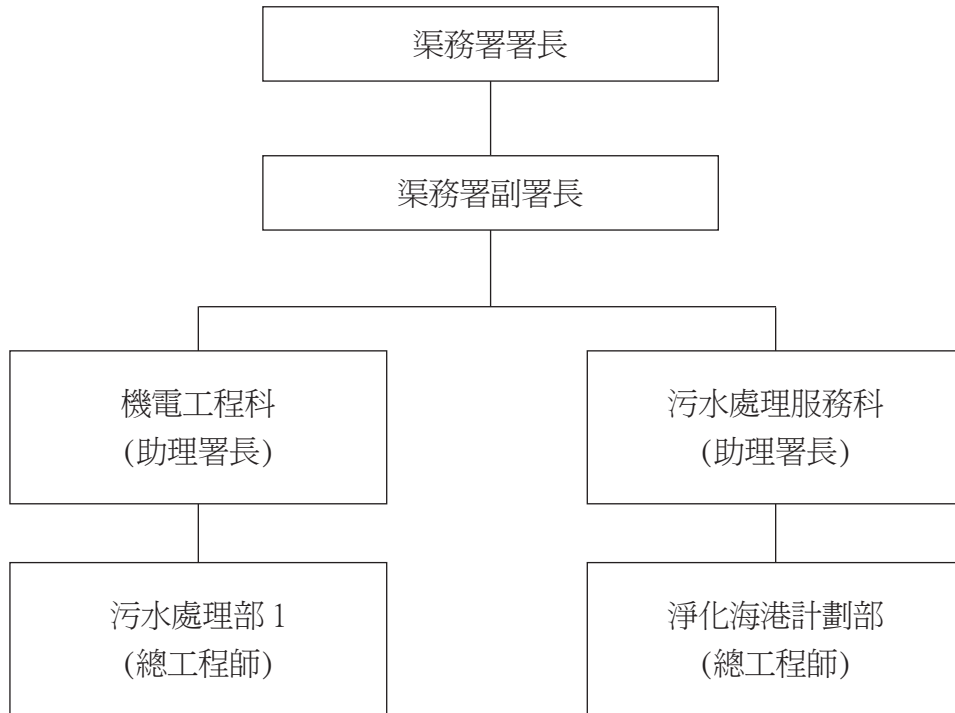 渠務署署長
渠務署副署長
機電工程科
(助理署長)
污水處理服務科
(助理署長)
污水處理部 1
(總工程師)
淨化海港計劃部
(總工程師)